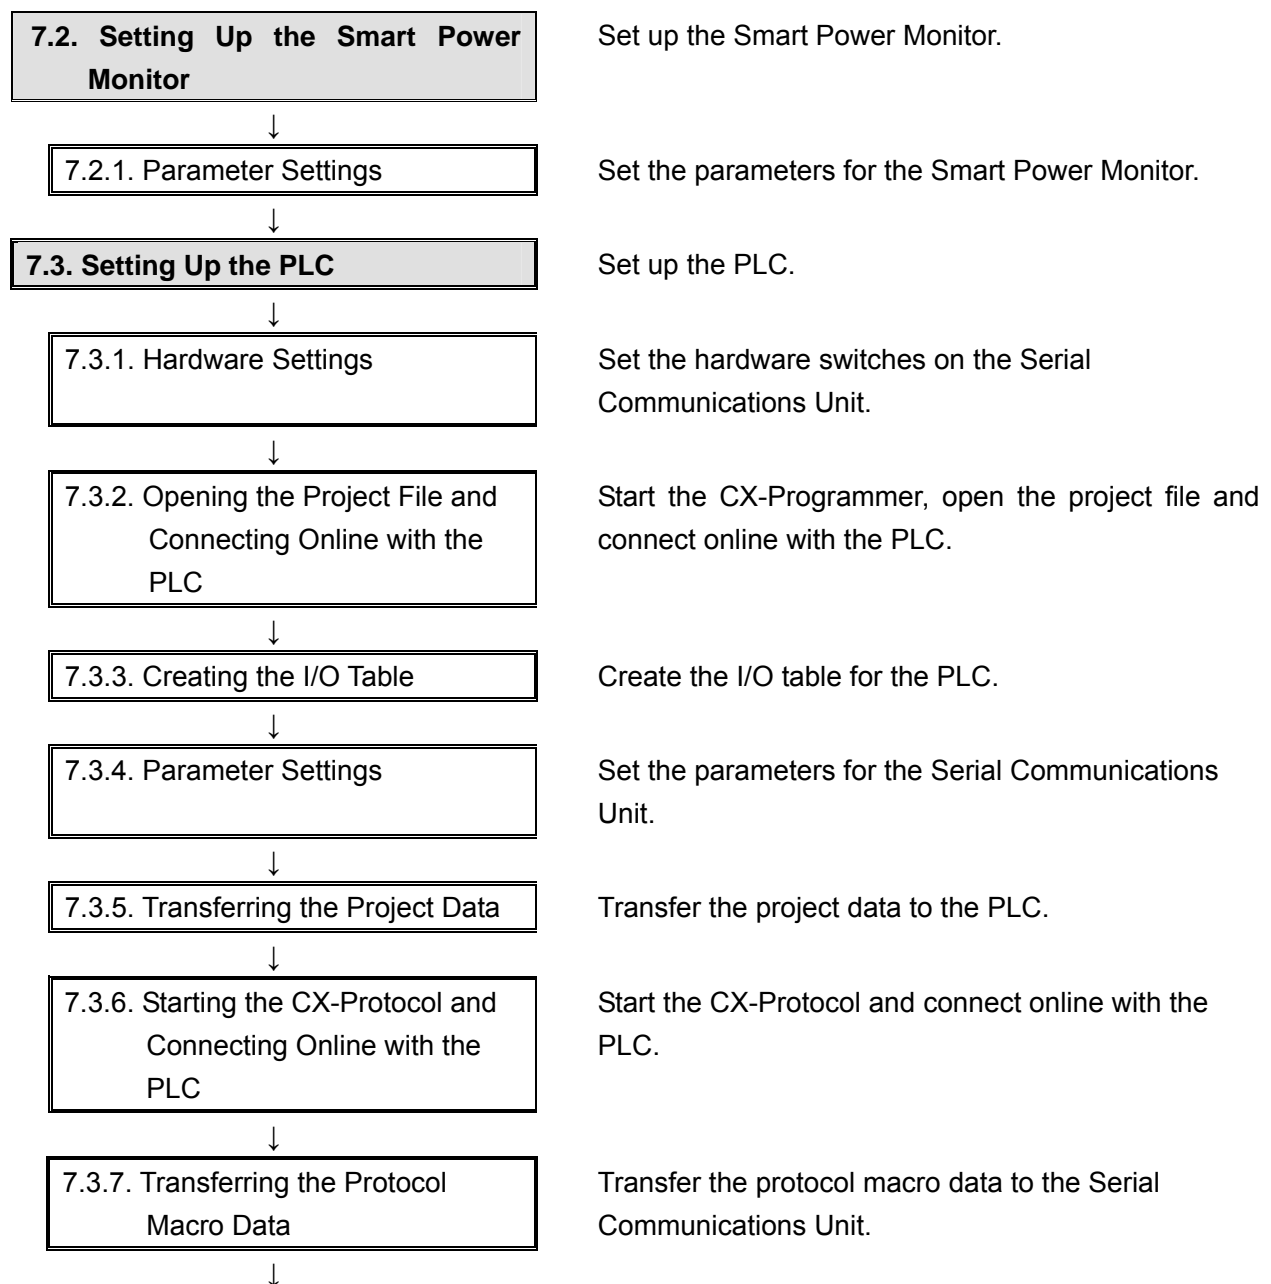 7.2. Setting Up the Smart Power
Monitor
Set up the Smart Power Monitor.
↓
7.2.1. Parameter Settings
Set the parameters for the Smart Power Monitor.
↓
7.3. Setting Up the PLC
Set up the PLC.
↓
7.3.1. Hardware Settings
Set the hardware switches on the Serial
Communications Unit.
↓
7.3.2. Opening the Project File and
Connecting Online with the
PLC
Start the CX-Programmer, open the project file and
connect online with the PLC.
↓
7.3.3. Creating the I/O Table
Create the I/O table for the PLC.
↓
7.3.4. Parameter Settings
Set the parameters for the Serial Communications
Unit.
↓
7.3.5. Transferring the Project Data
Transfer the project data to the PLC.
↓
7.3.6. Starting the CX-Protocol and
Connecting Online with the
PLC
Start the CX-Protocol and connect online with the
PLC.
↓
7.3.7. Transferring the Protocol
Macro Data
Transfer the protocol macro data to the Serial
Communications Unit.
↓